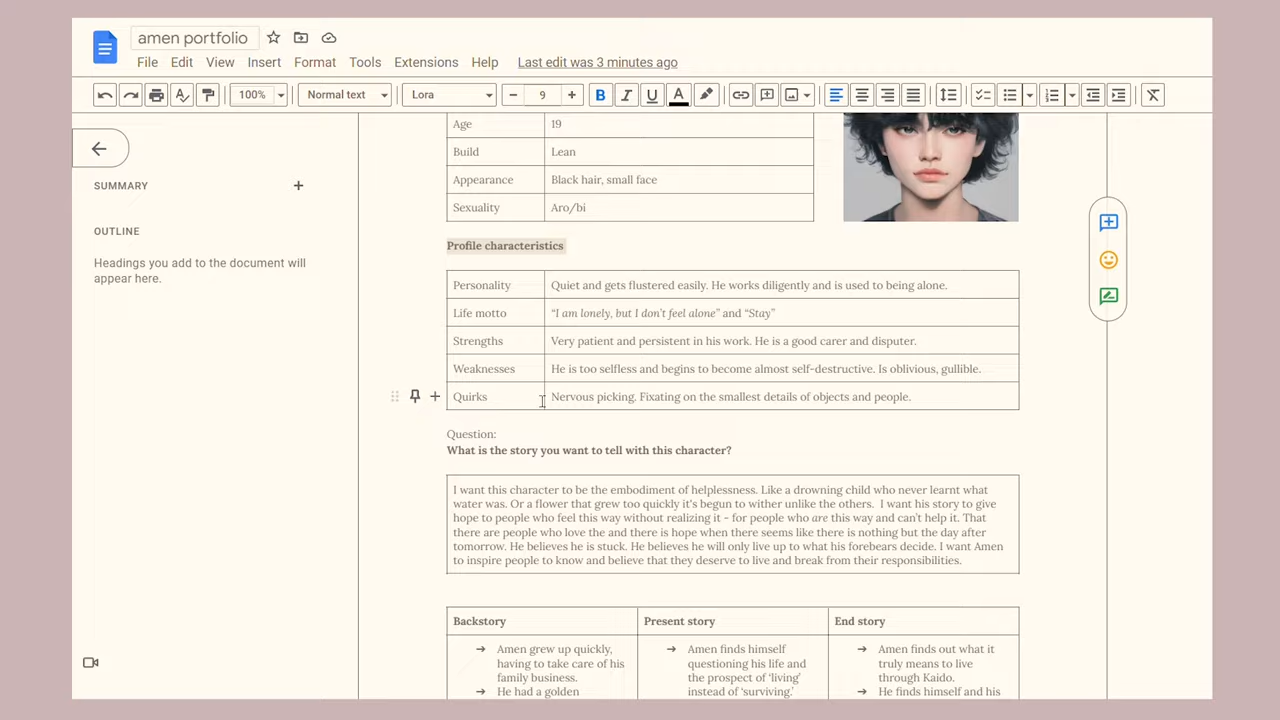 amen portfolio
File Edit View Insert Format Tools Extensions Help Last edit was 3 minutes ago
100% Normal text Lora 9 B I U A
SUMMARY
OUTLINE
Headings you add to the document will
appear here.
Age 19
Build Lean
Appearance Black hair, small face
Sexuality Aro/bi
Profile characteristics
Personality Quiet and gets flustered easily. He works diligently and is used to being alone.
Life motto “I am lonely, but I don’t feel alone” and “Stay”
Strengths Very patient and persistent in his work. He is a good carer and disputer.
Weaknesses He is too selfless and begins to become almost self-destructive. Is oblivious, gullible.
Quirks Nervous picking. Fixating on the smallest details of objects and people.
Question:
What is the story you want to tell with this character?
I want this character to be the embodiment of helplessness. Like a drowning child who never learnt what
water was. Or a flower that grew too quickly it's begun to wither unlike the others. I want his story to give
hope to people who feel this way without realizing it - for people who are this way and can’t help it. That
there are people who love the and there is hope when there seems like there is nothing but the day after
tomorrow. He believes he is stuck. He believes he will only live up to what his forebears decide. I want Amen
to inspire people to know and believe that they deserve to live and break from their responsibilities.
Backstory
➔ Amen grew up quickly,
having to take care of his
family business.
➔ He had a golden
Present story
➔ Amen finds himself
questioning his life and
the prospect of ‘living’
instead of ‘surviving.’
End story
➔ Amen finds out what it
truly means to live
through Kaido.
➔ He finds himself and his